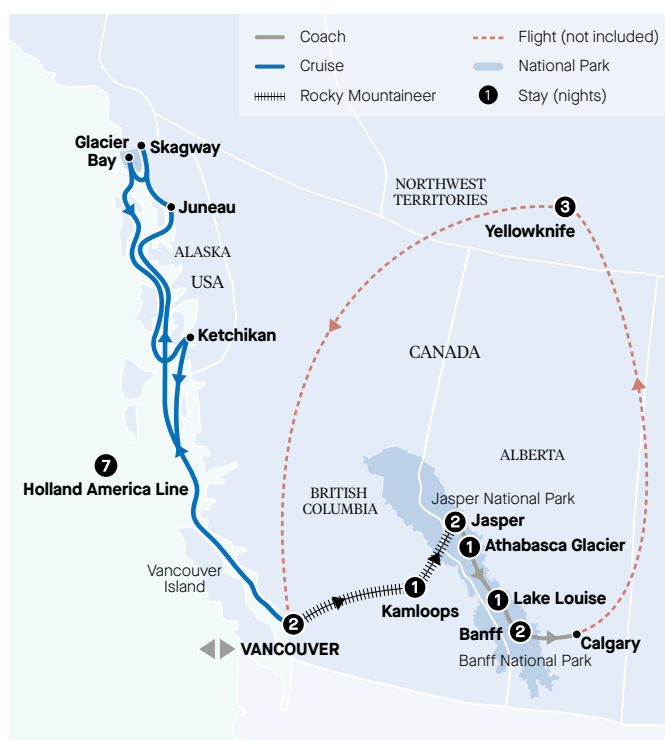 Coach
Cruise
Rocky Mountaineer
Flight (not included)
National Park
1 Stay (nights)
Glacier
Bay
Skagway
Juneau
ALASKA
USA
Ketchikan
NORTHWEST
TERRITORIES
3
Yellowknife
CANADA
ALBERTA
BRITISH
COLUMBIA
7
Holland America Line
Jasper National Park
2 Jasper
1 Athabasca Glacier
Vancouver
Island
1
Kamloops
1 Lake Louise
2
VANCOUVER
Banff 2
Calgary
Banff National Park